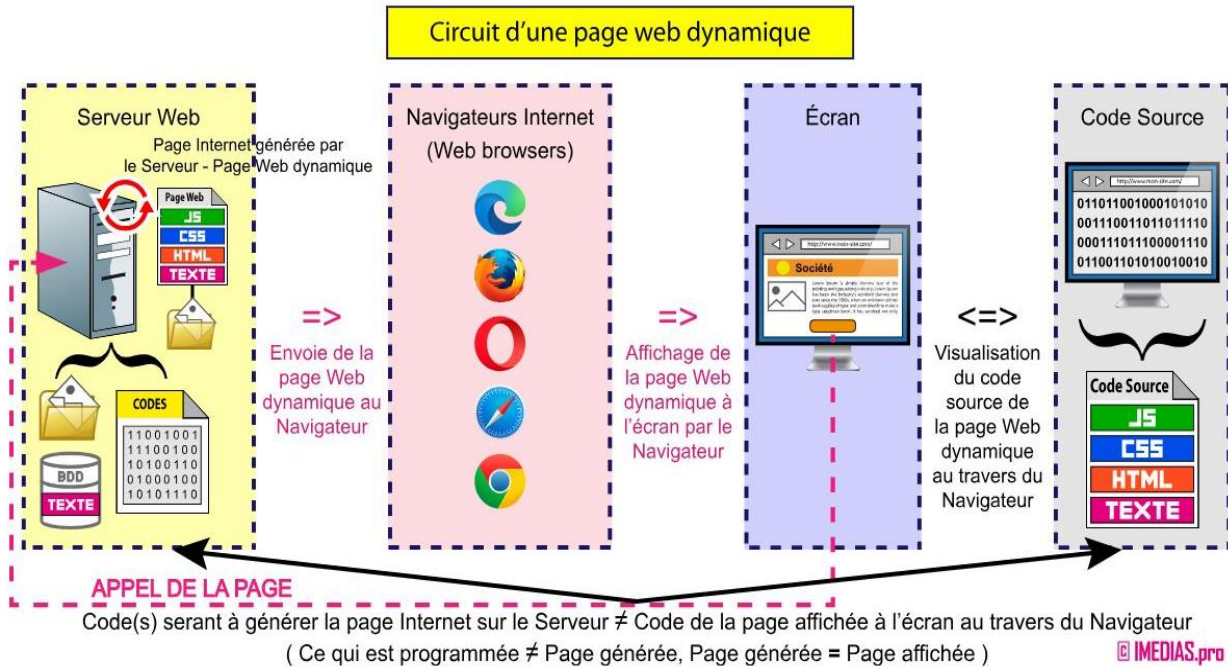 Circuit d'une page web dynamique
Serveur Web
Page Internet générée par
le Serveur - Page Web dynamique
Page Web
JS
CSS
HTML
TEXTE
CODES
11001001
11100100
10100110
01000100
10101110
BDD
TEXTE
=>
Envoie de la
page Web
dynamique au
Navigateur
Navigateurs Internet
(Web browsers)
=>
Affichage de
la page Web
dynamique à
l'écran par le
Navigateur
Écran
http://www.mon-site.com/
Société
<=>
Visualisation
du code
source de
la page Web
dynamique
au travers du
Navigateur
Code Source
http://www.mon-site.com/
011011001000101010
001110011011011110
000111011100001110
011001101010010010
Code Source
JS
CSS
HTML
TEXTE
APPEL DE LA PAGE
Code(s) serant à générer la page Internet sur le Serveur ≠ Code de la page affichée à l'écran au travers du Navigateur
( Ce qui est programmée ≠ Page générée, Page générée = Page affichée )
© IMEDIAS.pro